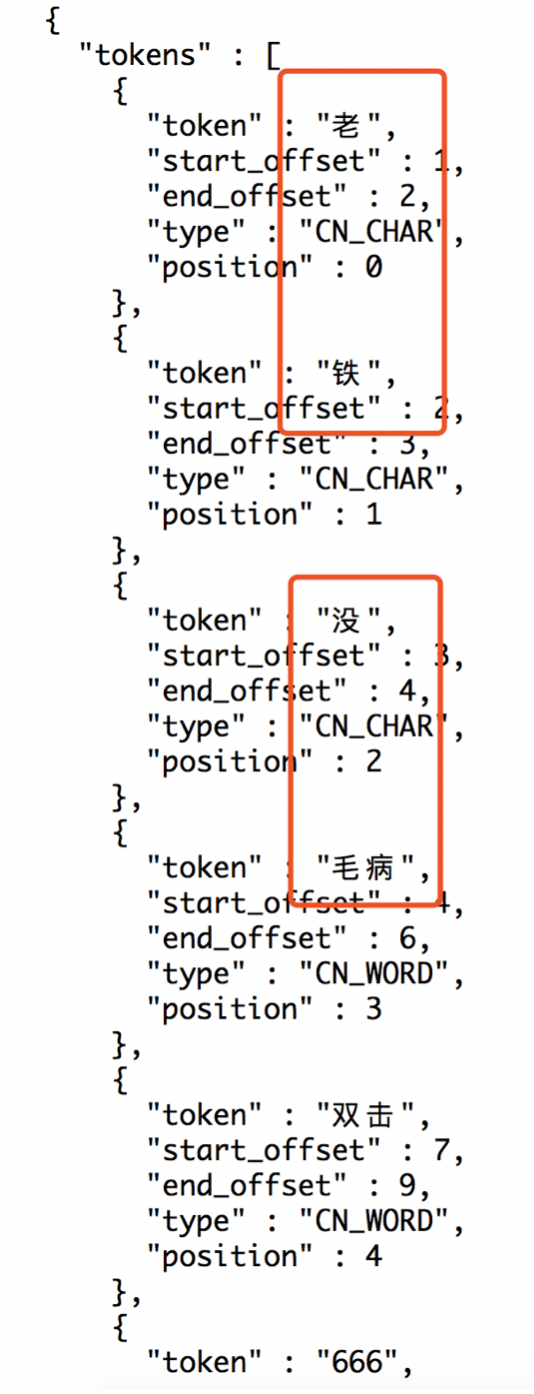 {
"tokens" : [
{
"token" : "老",
"start_offset" : 1,
"end_offset" : 2,
"type" : "CN_CHAR",
"position" : 0
},
{
"token" : "铁",
"start_offset" : 2,
"end_offset" : 3,
"type" : "CN_CHAR",
"position" : 1
},
{
"token" : "没",
"start_offset" : 3,
"end_offset" : 4,
"type" : "CN_CHAR",
"position" : 2
},
{
"token" : "毛病",
"start_offset" : 4,
"end_offset" : 6,
"type" : "CN_WORD",
"position" : 3
},
{
"token" : "双击",
"start_offset" : 7,
"end_offset" : 9,
"type" : "CN_WORD",
"position" : 4
},
{
"token" : "666",